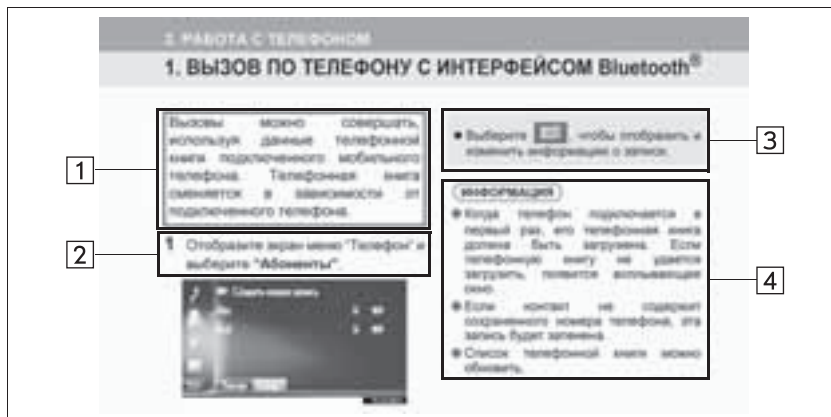 2. РАБОТА С ТЕЛЕФОНОМ
1. ВЫЗОВ ПО ТЕЛЕФОНУ С ИНТЕРФЕЙСОМ Bluetooth®
Вызовы можно совершать,
используя данные телефонной
книги подключенного мобильного
телефона. Телефонная книга
сменяется в зависимости от
подключенного телефона.
1
1 Отобразите экран меню "Телефон" и
выберите "Абоненты".
2
● Выберите , чтобы отобразить и
изменить информацию о записи.
3
ИНФОРМАЦИЯ
● Когда телефон подключается в
первый раз, его телефонная книга
должна быть загружена. Если
телефонную книгу не удается
загрузить, появится всплывающее
окно.
● Если контакт не содержит
сохраненного номера телефона, эта
запись будет затенена.
● Список телефонной книги можно
обновить.
4